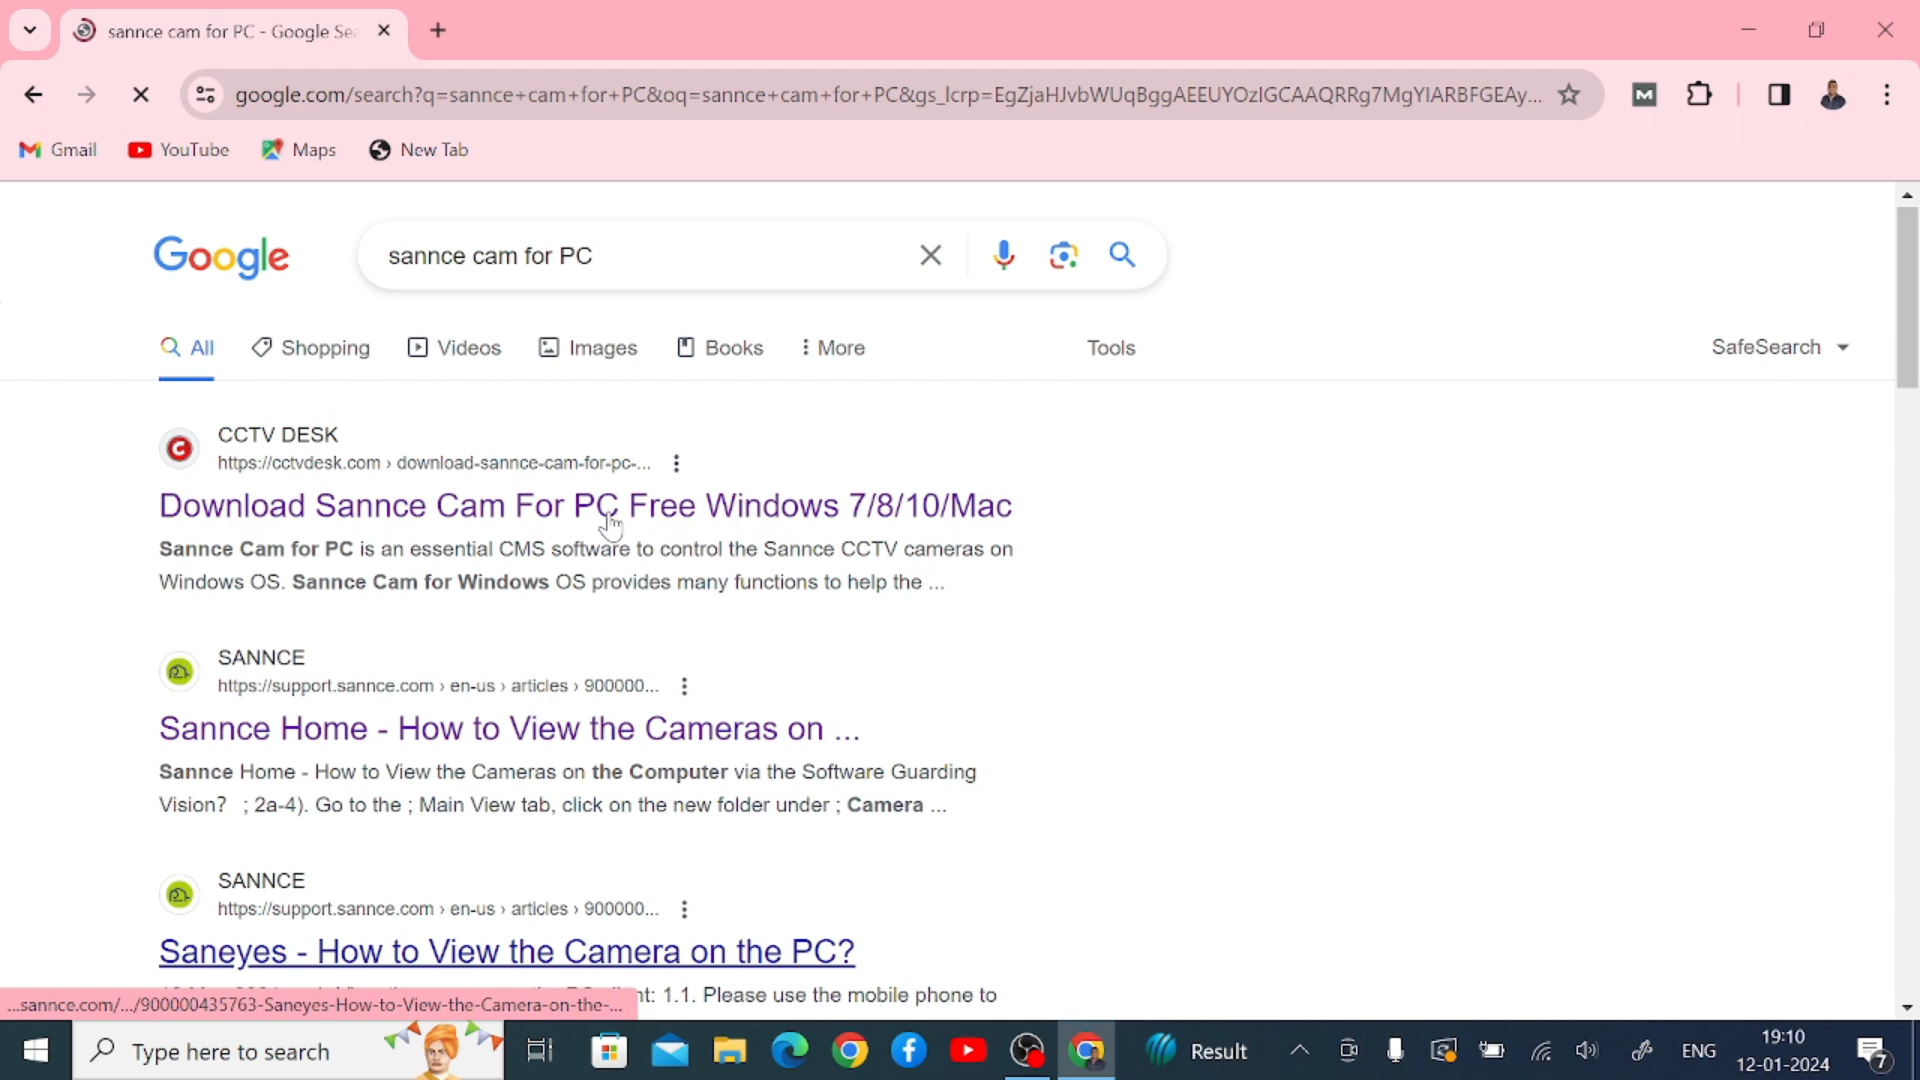 sannce cam for PC - Google Se
google.com/search?q=sannce+cam+for+PC&oq=sannce+cam+for+PC&gs_lcrp=EgZjaHJvbWUqBggAEEUYOzIGCAAQRRg7MgYIARBFGEAy...
Gmail YouTube Maps New Tab
Google sannce cam for PC
All Shopping Videos Images Books More Tools SafeSearch
CCTV DESK
https://cctvdesk.com › download-sannce-cam-for-pc-...
Download Sannce Cam For PC Free Windows 7/8/10/Mac
Sannce Cam for PC is an essential CMS software to control the Sannce CCTV cameras on
Windows OS. Sannce Cam for Windows OS provides many functions to help the ...
SANNCE
https://support.sannce.com › en-us › articles › 900000...
Sannce Home - How to View the Cameras on ...
Sannce Home - How to View the Cameras on the Computer via the Software Guarding
Vision? ; 2a-4). Go to the ; Main View tab, click on the new folder under ; Camera ...
SANNCE
https://support.sannce.com › en-us › articles › 900000...
Saneyes - How to View the Camera on the PC?
nt: 1.1. Please use the mobile phone to
...sannce.com/.../900000435763-Saneyes-How-to-View-the-Camera-on-the-...
Type here to search Result ENG 19:10
12-01-2024 7